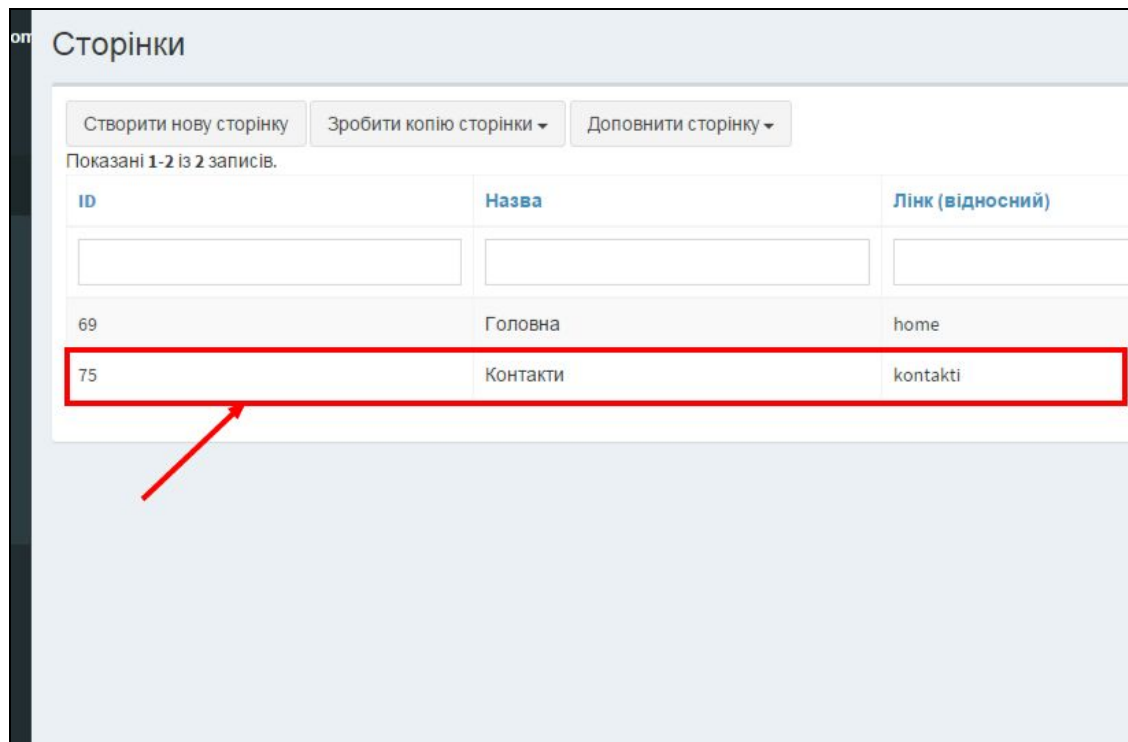 om
Сторінки
Створити нову сторінку Зробити копію сторінки Доповнити сторінку
Показані 1-2 із 2 записів.
ID Назва Лінк (відносний)
69 Головна home
75 Контакти kontakti